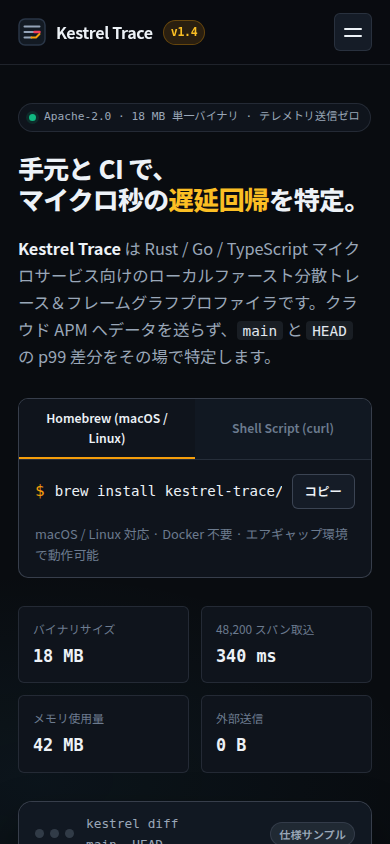 Kestrel Trace v1.4
Apache-2.0 · 18 MB 単一バイナリ · テレメトリ送信ゼロ
手元と CI で、
マイクロ秒の遅延回帰を特定。
Kestrel Trace は Rust / Go / TypeScript マイク
ロサービス向けのローカルファースト分散トレ
ース＆フレームグラフプロファイラです。クラ
ウド APM へデータを送らず、 main と HEAD
の p99 差分をその場で特定します。
Homebrew (macOS /
Linux)
Shell Script (curl)
$ brew install kestrel-trace/
コピー
macOS / Linux 対応 · Docker 不要 · エアギャップ環境
で動作可能
バイナリサイズ
18 MB
48,200 スパン取込
340 ms
メモリ使用量
42 MB
外部送信
0 B
kestrel diff
仕様サンプル